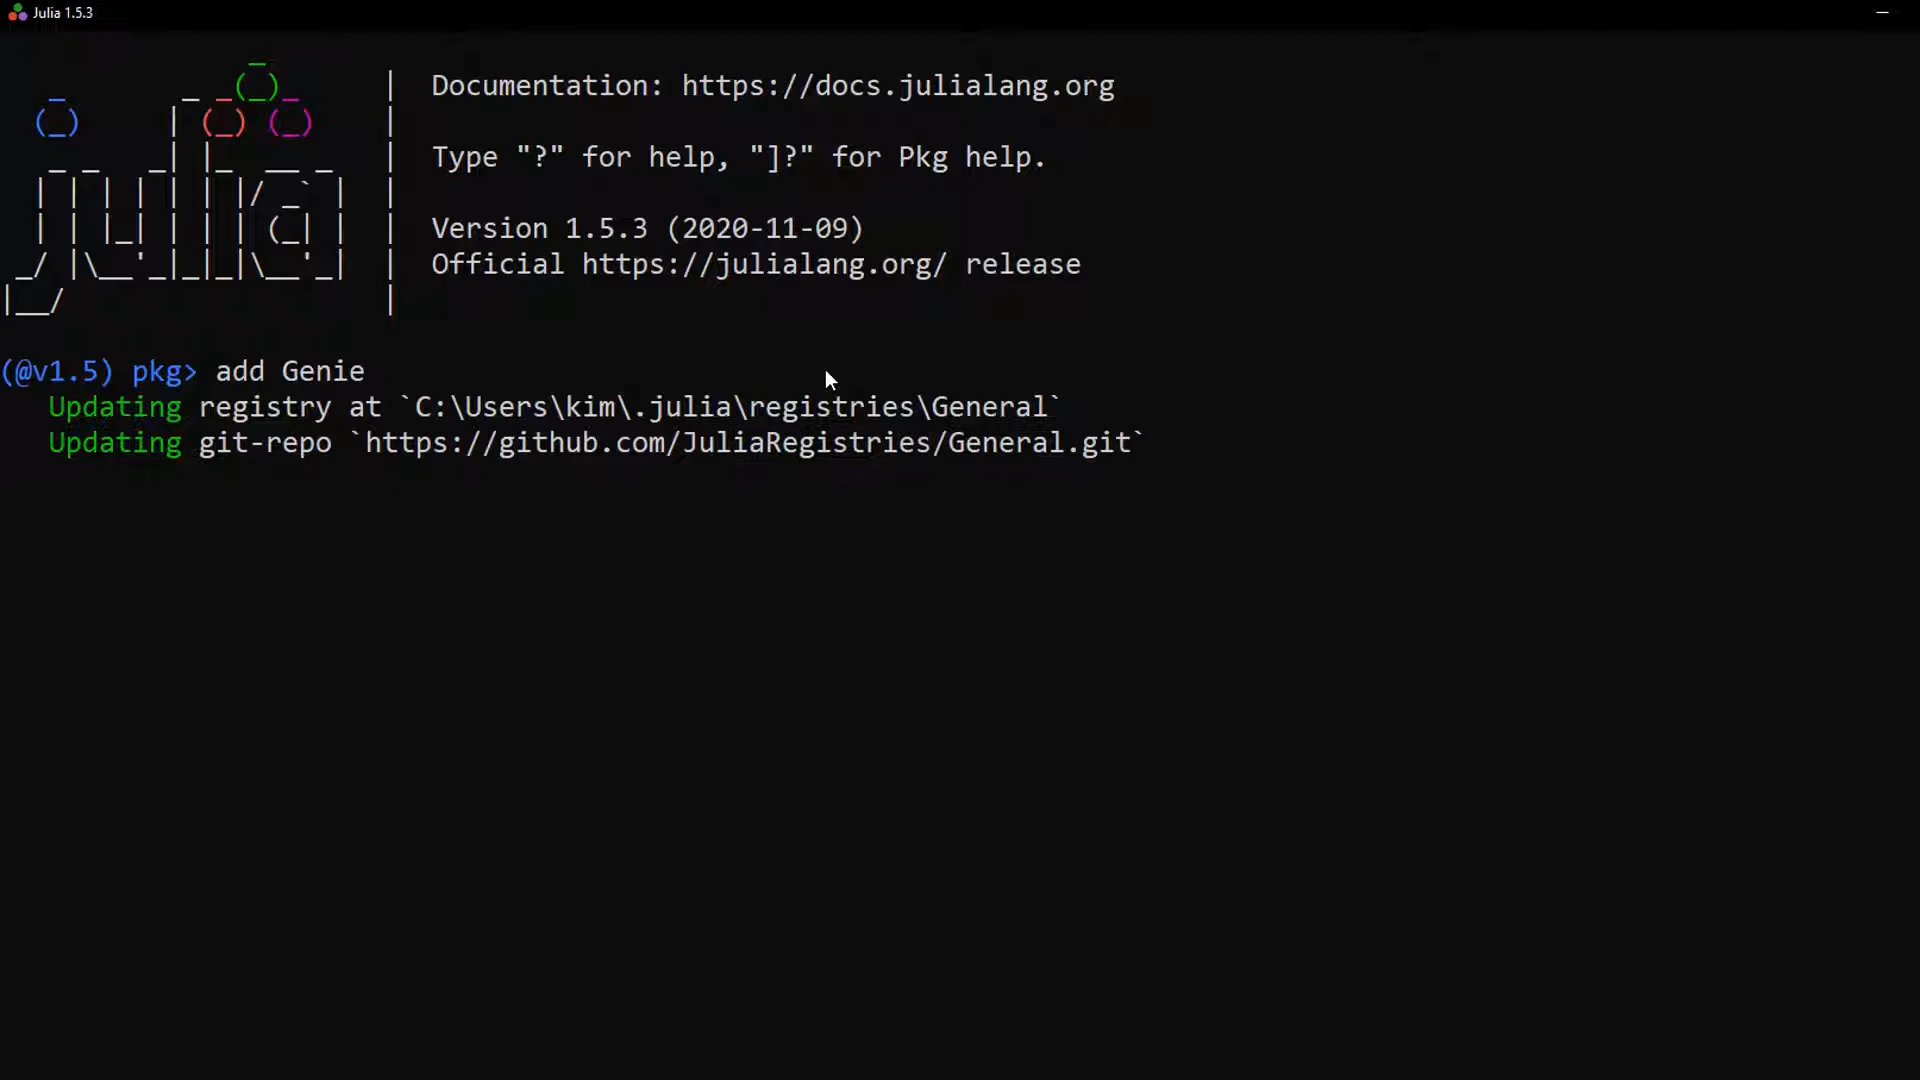 Julia 1.5.3
Documentation: https://docs.julialang.org
Type "?" for help, "]?" for Pkg help.
Version 1.5.3 (2020-11-09)
Official https://julialang.org/ release
julia
(@v1.5) pkg> add Genie
Updating registry at `C:\Users\kim\.julia\registries\General`
Updating git-repo `https://github.com/JuliaRegistries/General.git`